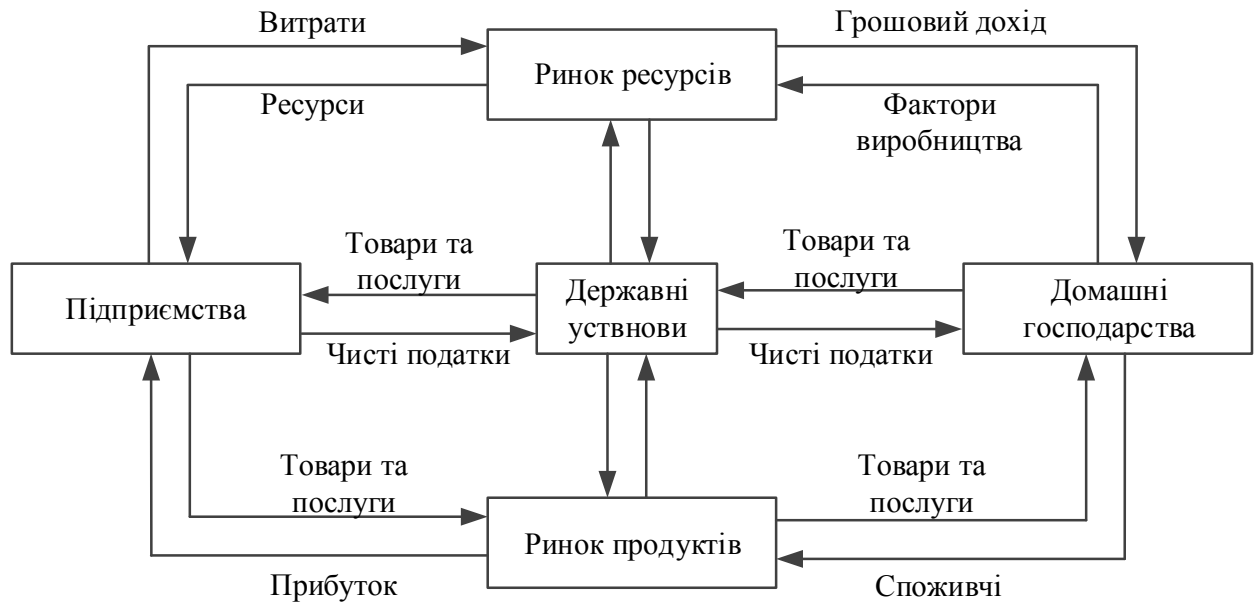 Витрати
Грошовий дохід
Ринок ресурсів
Ресурси
Фактори
виробництва
Товари та
послуги
Товари та
послуги
Підприємства
Державні
уствнови
Домашні
господарства
Чисті податки
Чисті податки
Товари та
послуги
Товари та
послуги
Ринок продуктів
Прибуток
Споживчі